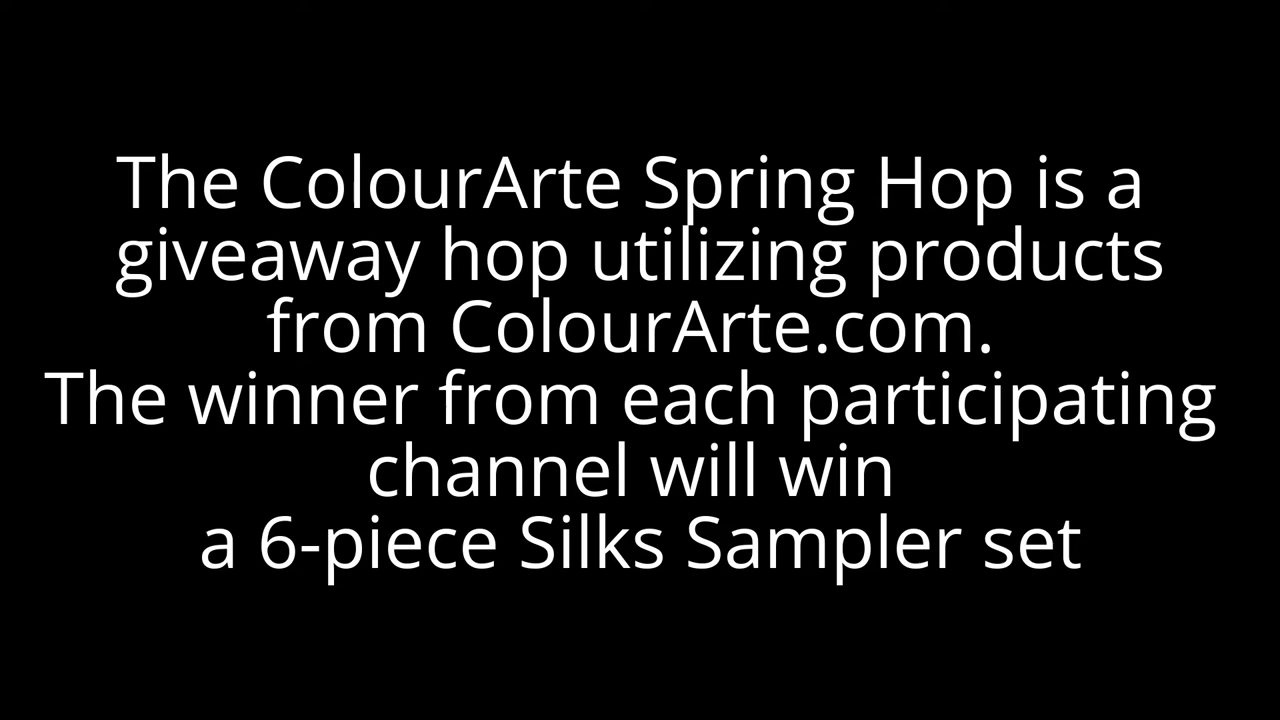 The ColourArte Spring Hop is a
giveaway hop utilizing products
from ColourArte.com.
The winner from each participating
channel will win
a 6-piece Silks Sampler set